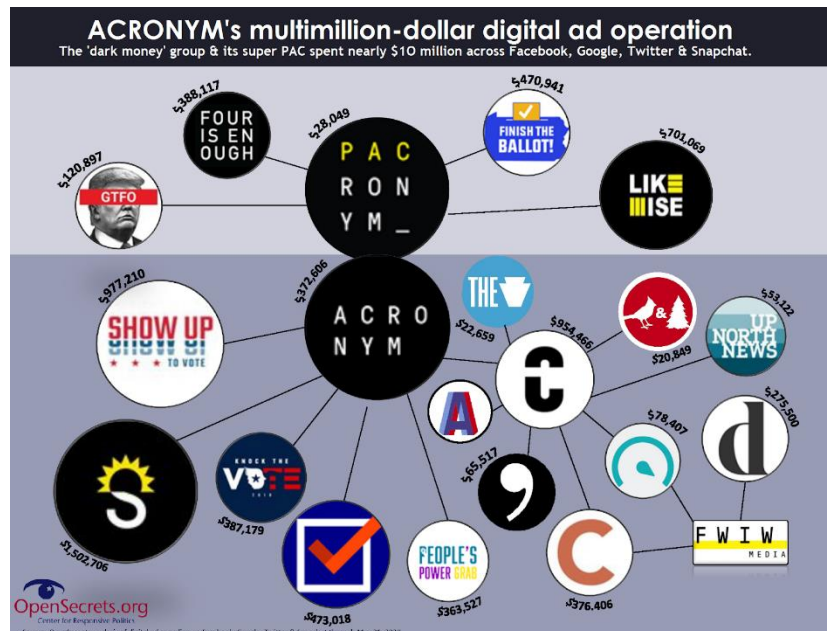 ACRONYM's multimillion-dollar digital ad operation
The 'dark money' group & its super PAC spent nearly $10 million across Facebook, Google, Twitter & Snapchat.
$388,117
FOUR
IS EN
OUGH
$28,049
PAC
RON
YM_
$470,941
FINISH THE
BALLOT!
$701,069
LIKE
WISE
$120,897
GTFO
$977,210
SHOW UP
SHOW UP
TO VOTE
$372,606
ACRO
NYM
THE
$22,659
$954,466
&
$20,849
$53,122
UP
NORTH
NEWS
$275,500
d
$78,407
A
$65,517
,
S
$1,502,706
KNOCK THE
VOTE
$387,179
$473,018
PEOPLE'S
POWER GRAB
$363,527
C
$376.406
FWIW
MEDIA
OpenSecrets.org
Center for Responsive Politics